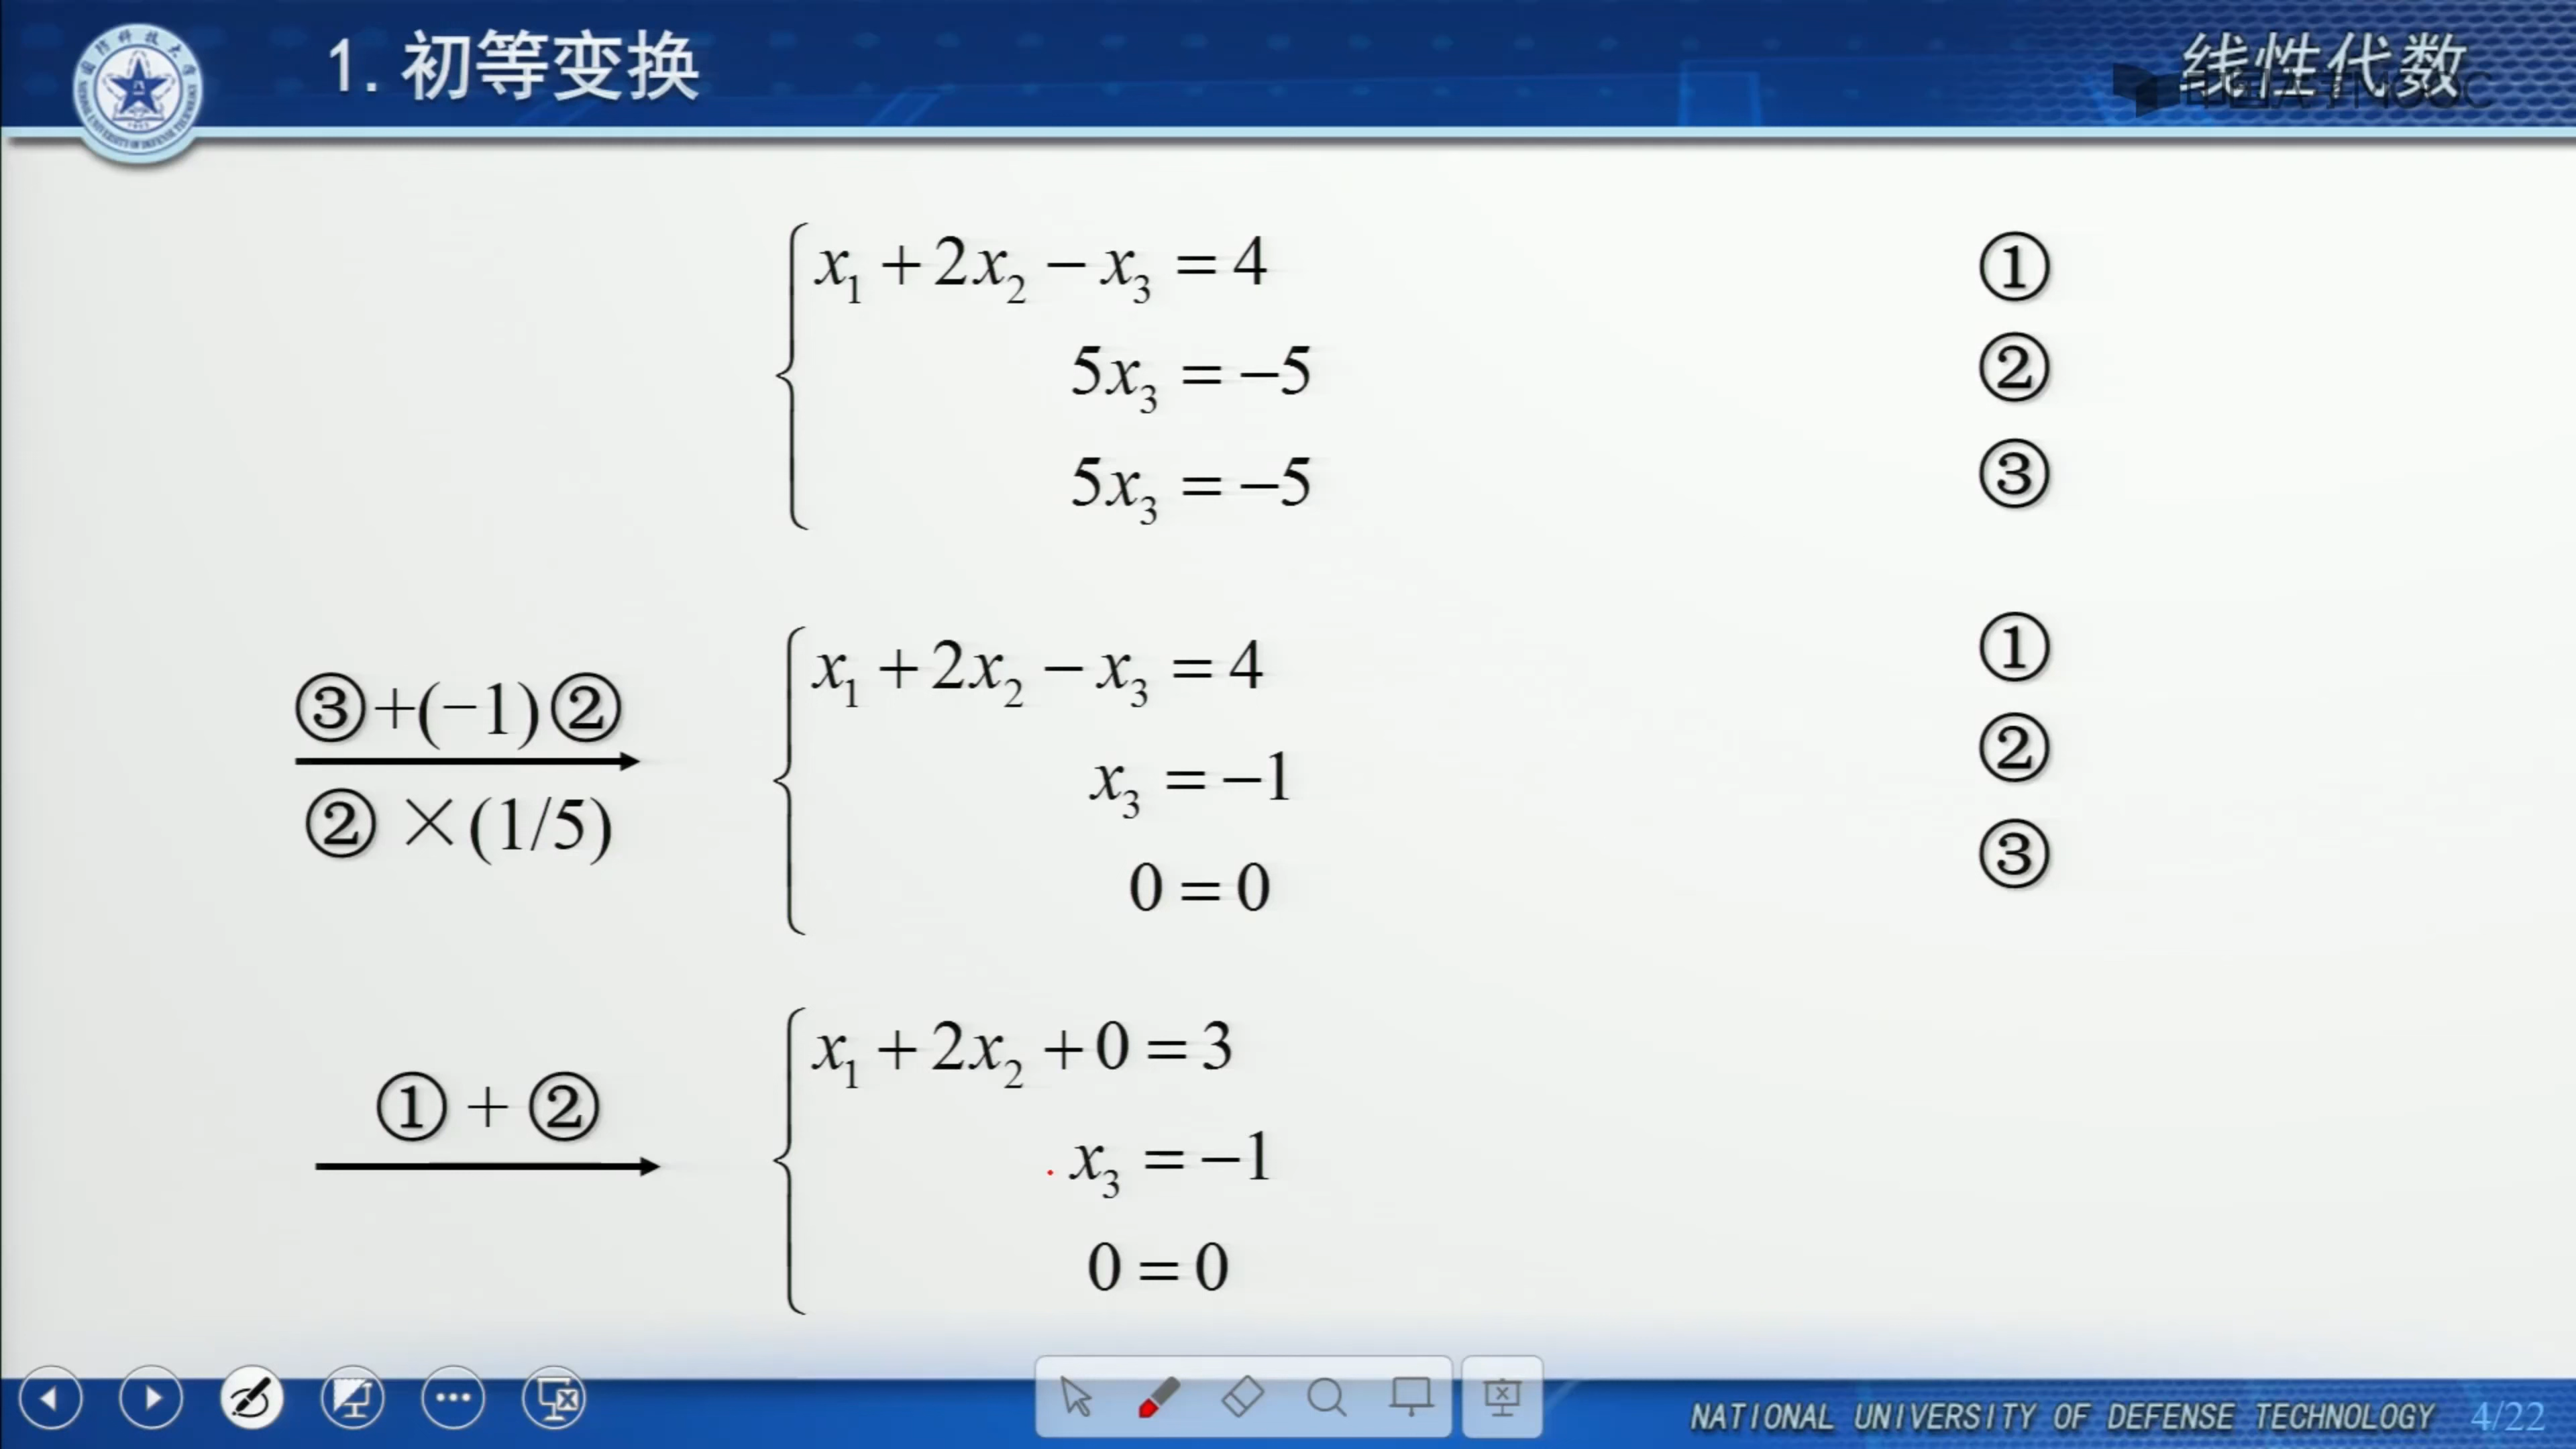 1.初等变换
线性代数
x₁ + 2x₂ − x₃ = 4 ①
5x₃ = −5 ②
5x₃ = −5 ③
③+(−1)②
②×(1/5)
x₁ + 2x₂ − x₃ = 4 ①
x₃ = −1 ②
0 = 0 ③
① + ②
x₁ + 2x₂ + 0 = 3
x₃ = −1
0 = 0
NATIONAL UNIVERSITY OF DEFENSE TECHNOLOGY 4/22